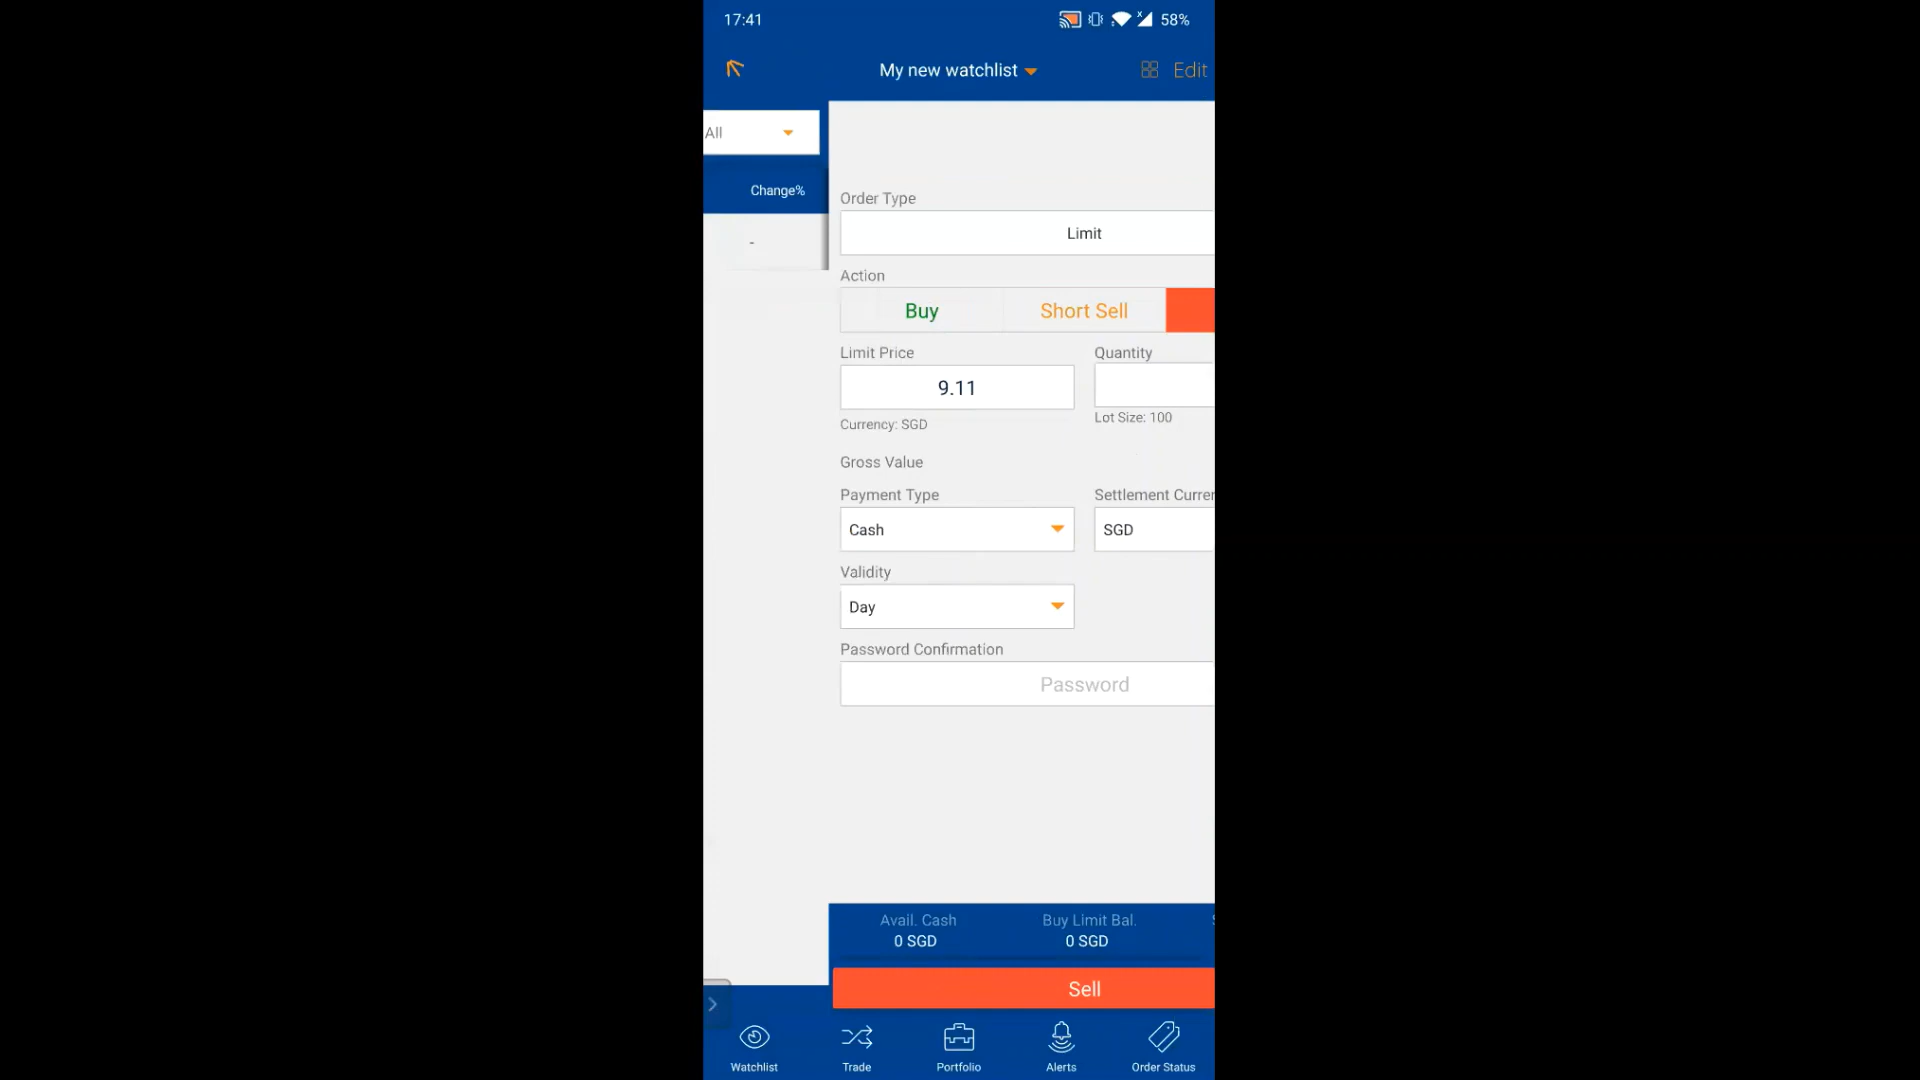 17:41
58%
My new watchlist
Edit
All
Change%
-
Order Type
Limit
Action
Buy
Short Sell
Limit Price
Quantity
9.11
Currency: SGD
Lot Size: 100
Gross Value
Payment Type
Settlement Curre
Cash
SGD
Validity
Day
Password Confirmation
Password
Avail. Cash
Buy Limit Bal.
0 SGD
0 SGD
Sell
Watchlist
Trade
Portfolio
Alerts
Order Status